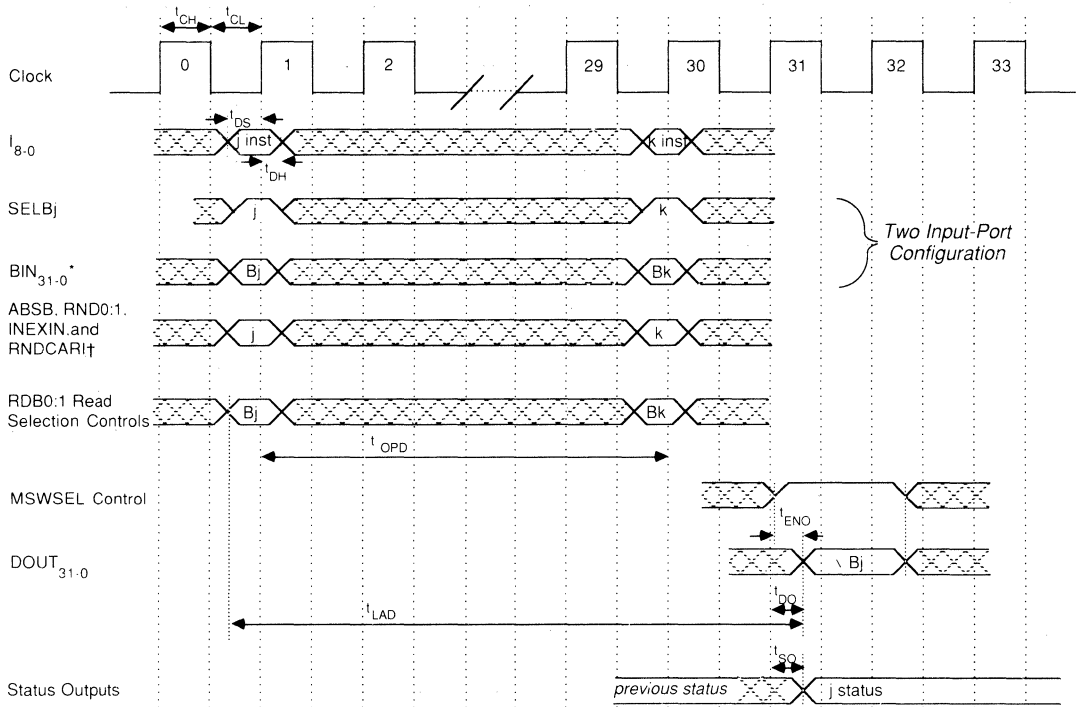 tCH tCL
Clock 0 1 2 29 30 31 32 33
tDS
I8-0 j inst k inst
tDH
SELBj j k
Two Input-Port
Configuration
BIN31-0* Bj Bk
ABSB, RND0:1,
INEXIN.and
RNDCARI† j k
RDB0:1 Read
Selection Controls Bj Bk
tOPD
MSWSEL Control
tENO
DOUT31-0 Bj
tDO
tLAD
tSO
Status Outputs previous status j status